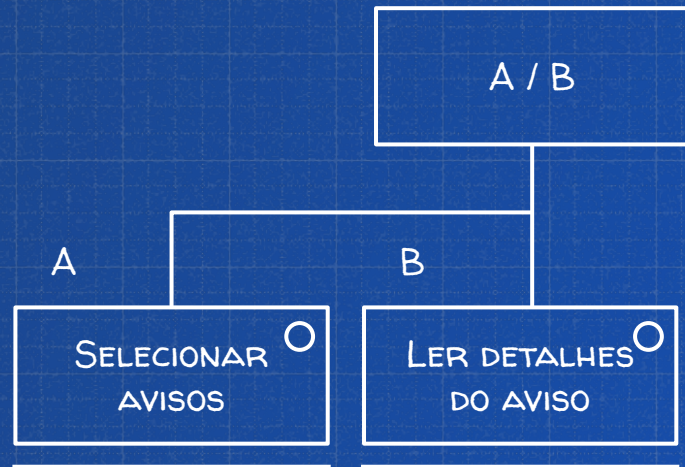 A / B
A
B
SELECIONAR
AVISOS
LER DETALHES
DO AVISO